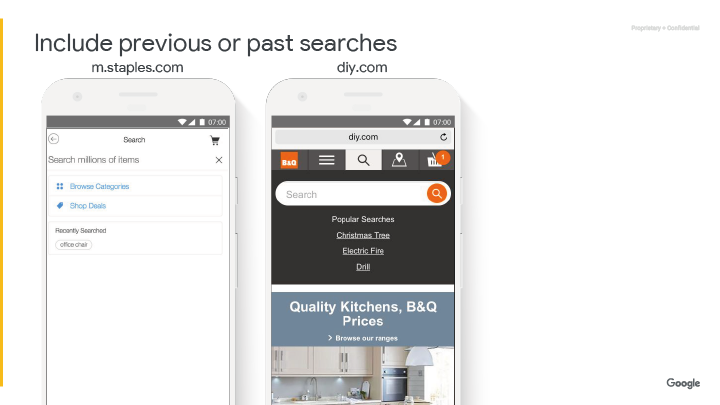 Proprietary + Confidential
Include previous or past searches
m.staples.com
diy.com
07:00
Search
Search millions of items
Browse Categories
Shop Deals
Recently Searched
office chair
07:00
diy.com
B&Q
1
Search
Popular Searches
Christmas Tree
Electric Fire
Drill
Quality Kitchens, B&Q
Prices
Browse our ranges
Google